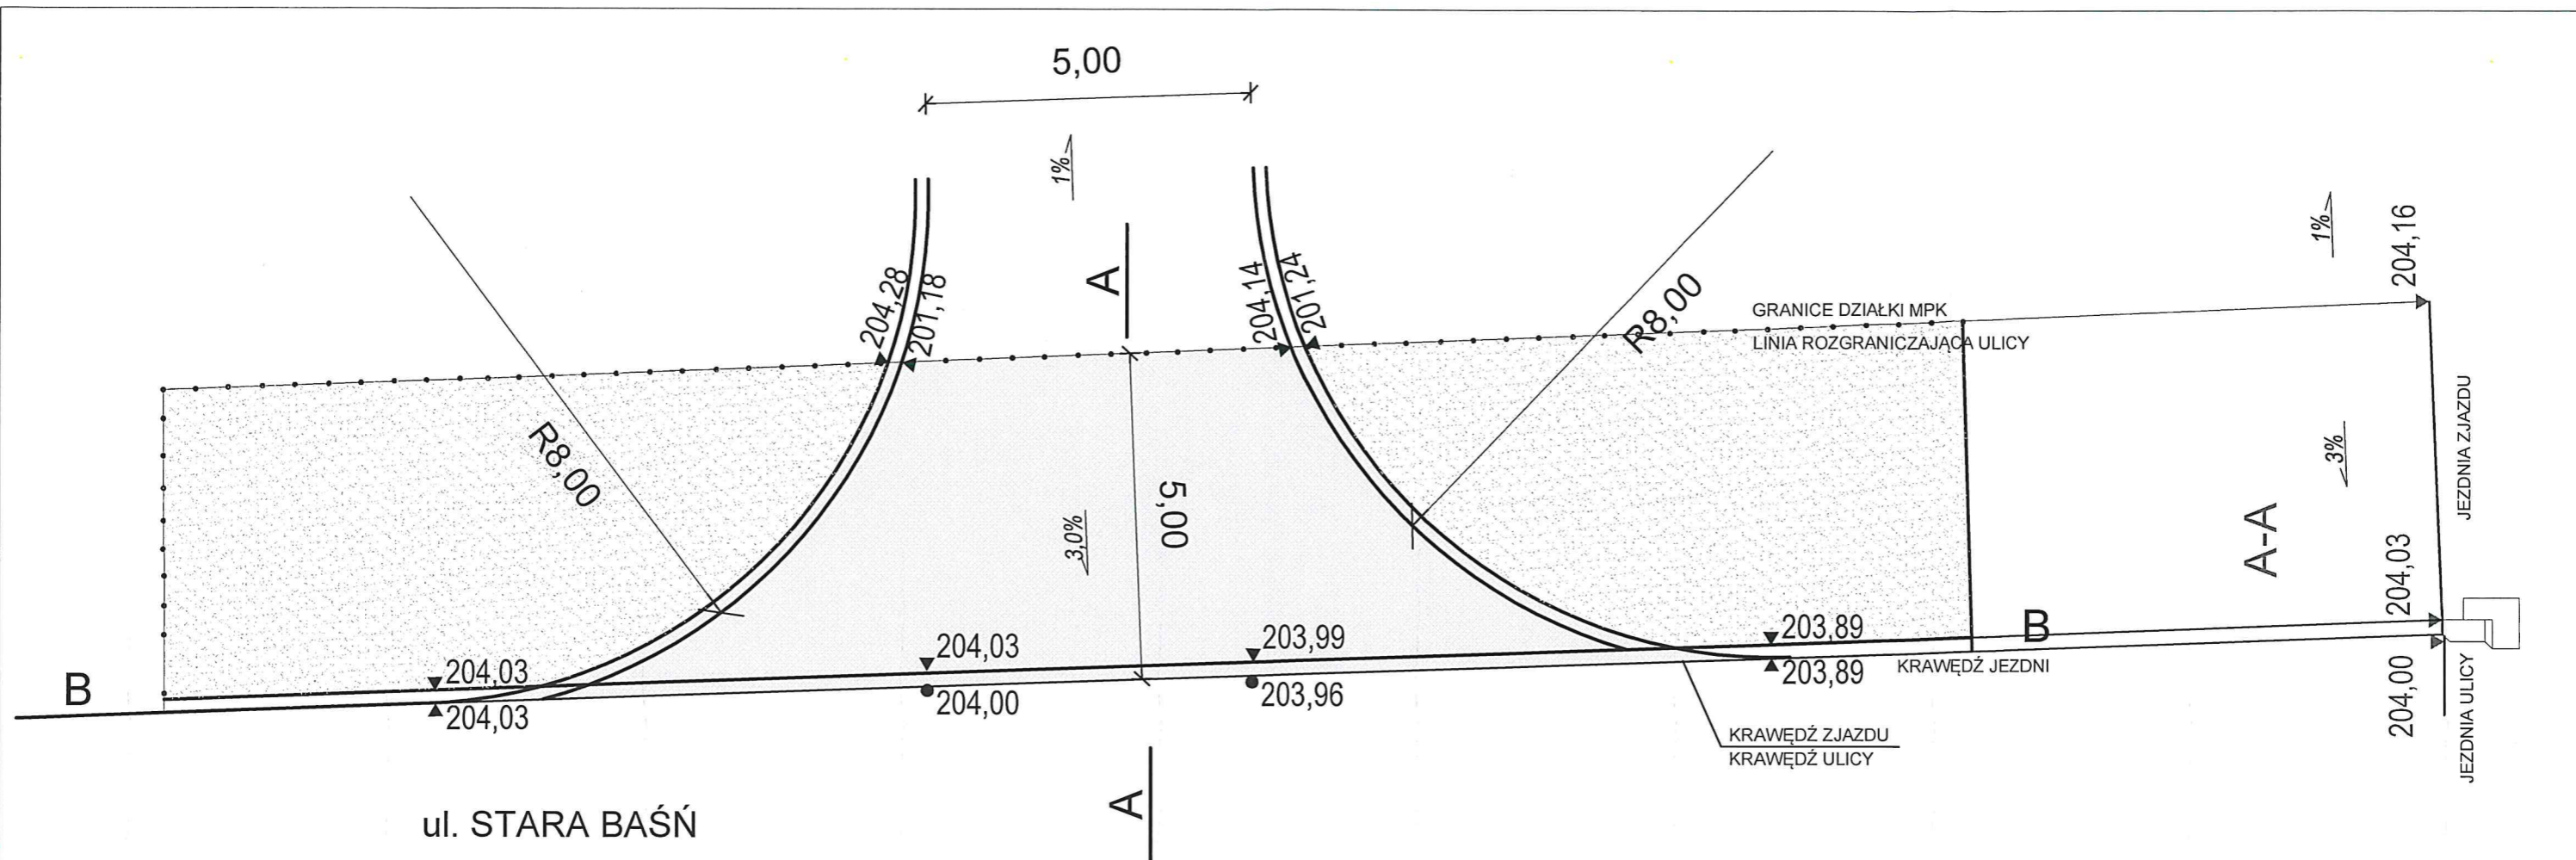 5,00
1%
1%
204,16
A
204,28
201,18
204,14
201,24
R8,00
GRANICE DZIAŁKI MPK
LINIA ROZGRANICZAJĄCA ULICY
R8,00
5,00
3,0%
3%
JEZDNIA ZJAZDU
A-A
204,03
204,03
204,03
203,99
203,89
B
B
204,03
204,00
203,96
203,89
KRAWĘDŹ JEZDNI
204,00
JEZDNIA ULICY
KRAWĘDŹ ZJAZDU
KRAWĘDŹ ULICY
A
ul. STARA BAŚŃ